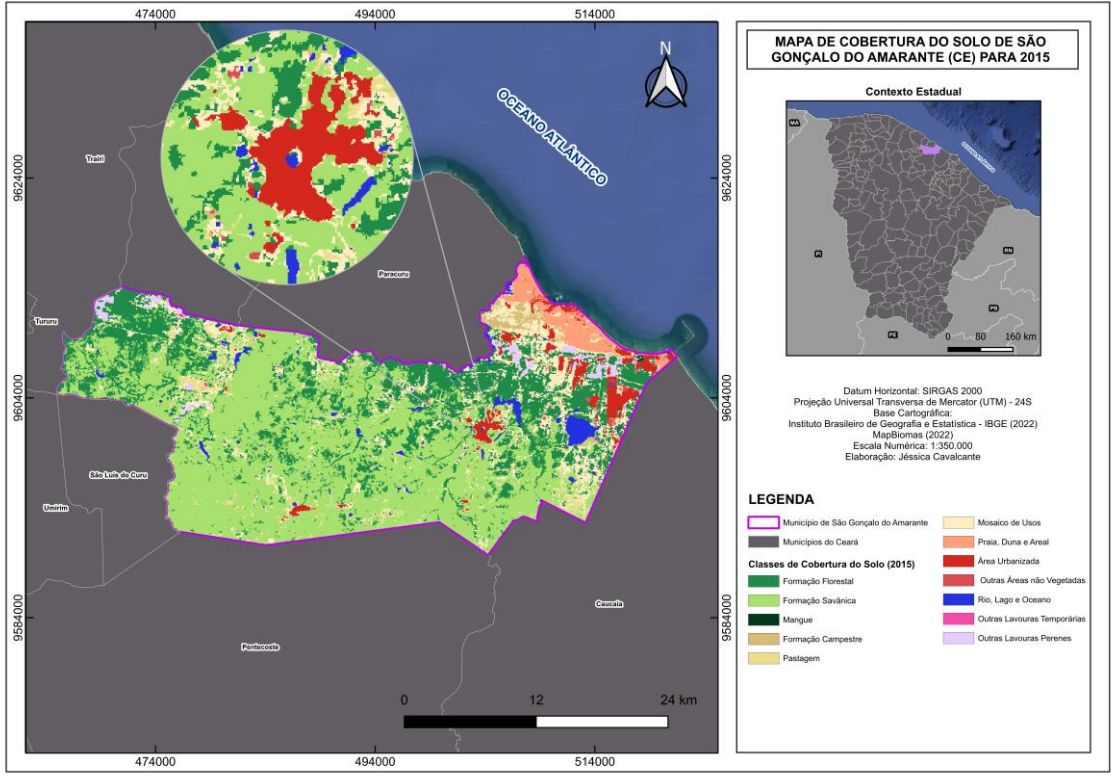 474000
494000
514000
N
OCEANO ATLÂNTICO
Trairi
9624000
9624000
Paracuru
Tururu
9604000
9604000
São Luís do Curu
Umirim
Caucaia
9584000
9584000
Pentecoste
0 12 24 km
474000
494000
514000
MAPA DE COBERTURA DO SOLO DE SÃO
GONÇALO DO AMARANTE (CE) PARA 2015
Contexto Estadual
MA
PI
RN
PB
PE
0 80 160 km
Datum Horizontal: SIRGAS 2000
Projeção Universal Transversa de Mercator (UTM) - 24S
Base Cartográfica:
Instituto Brasileiro de Geografia e Estatística - IBGE (2022)
MapBiomas (2022)
Escala Numérica: 1:350.000
Elaboração: Jéssica Cavalcante
LEGENDA
Município de São Gonçalo do Amarante
Municípios do Ceará
Classes de Cobertura do Solo (2015)
Formação Florestal
Formação Savânica
Mangue
Formação Campestre
Pastagem
Mosaico de Usos
Praia, Duna e Areal
Área Urbanizada
Outras Áreas não Vegetadas
Rio, Lago e Oceano
Outras Lavouras Temporárias
Outras Lavouras Perenes